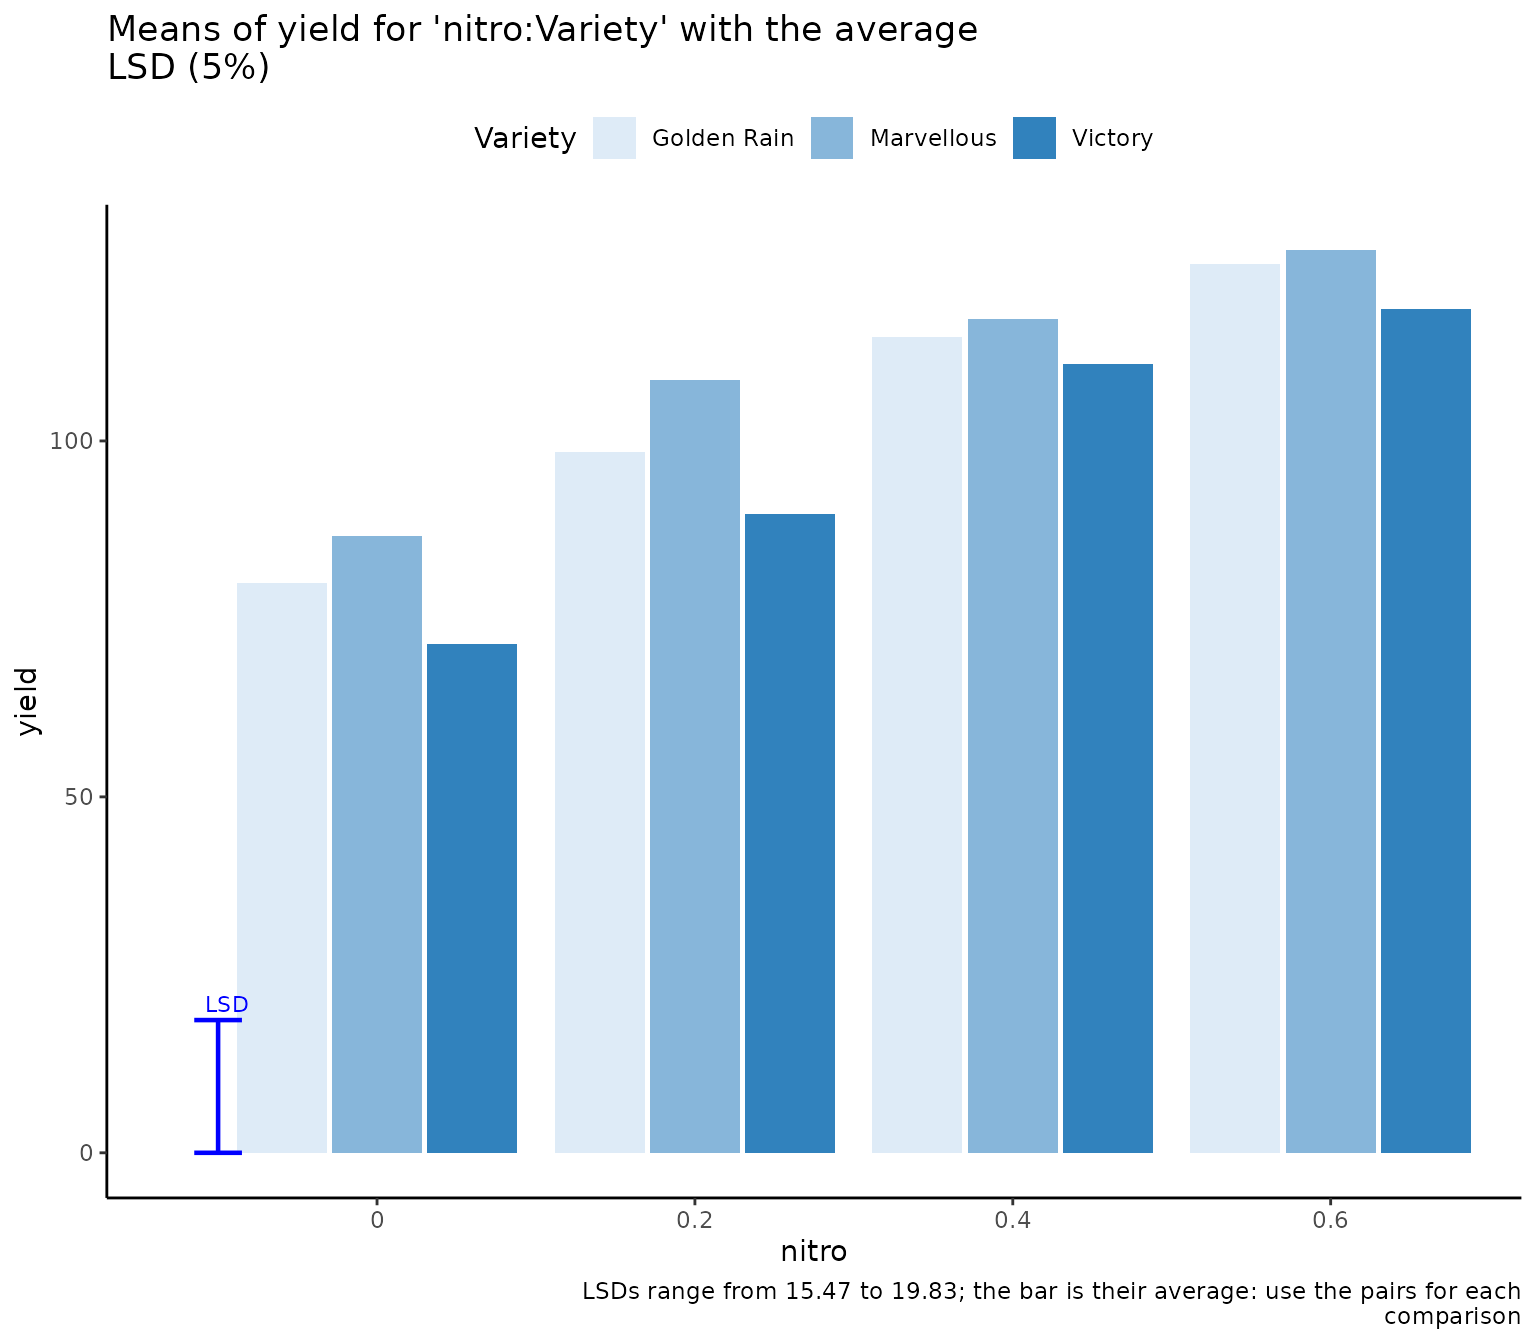 Means of yield for 'nitro:Variety' with the average
LSD (5%)
Variety Golden Rain Marvellous Victory
yield
100
50
0
LSD
0 0.2 0.4 0.6
nitro
LSDs range from 15.47 to 19.83; the bar is their average: use the pairs for each
comparison